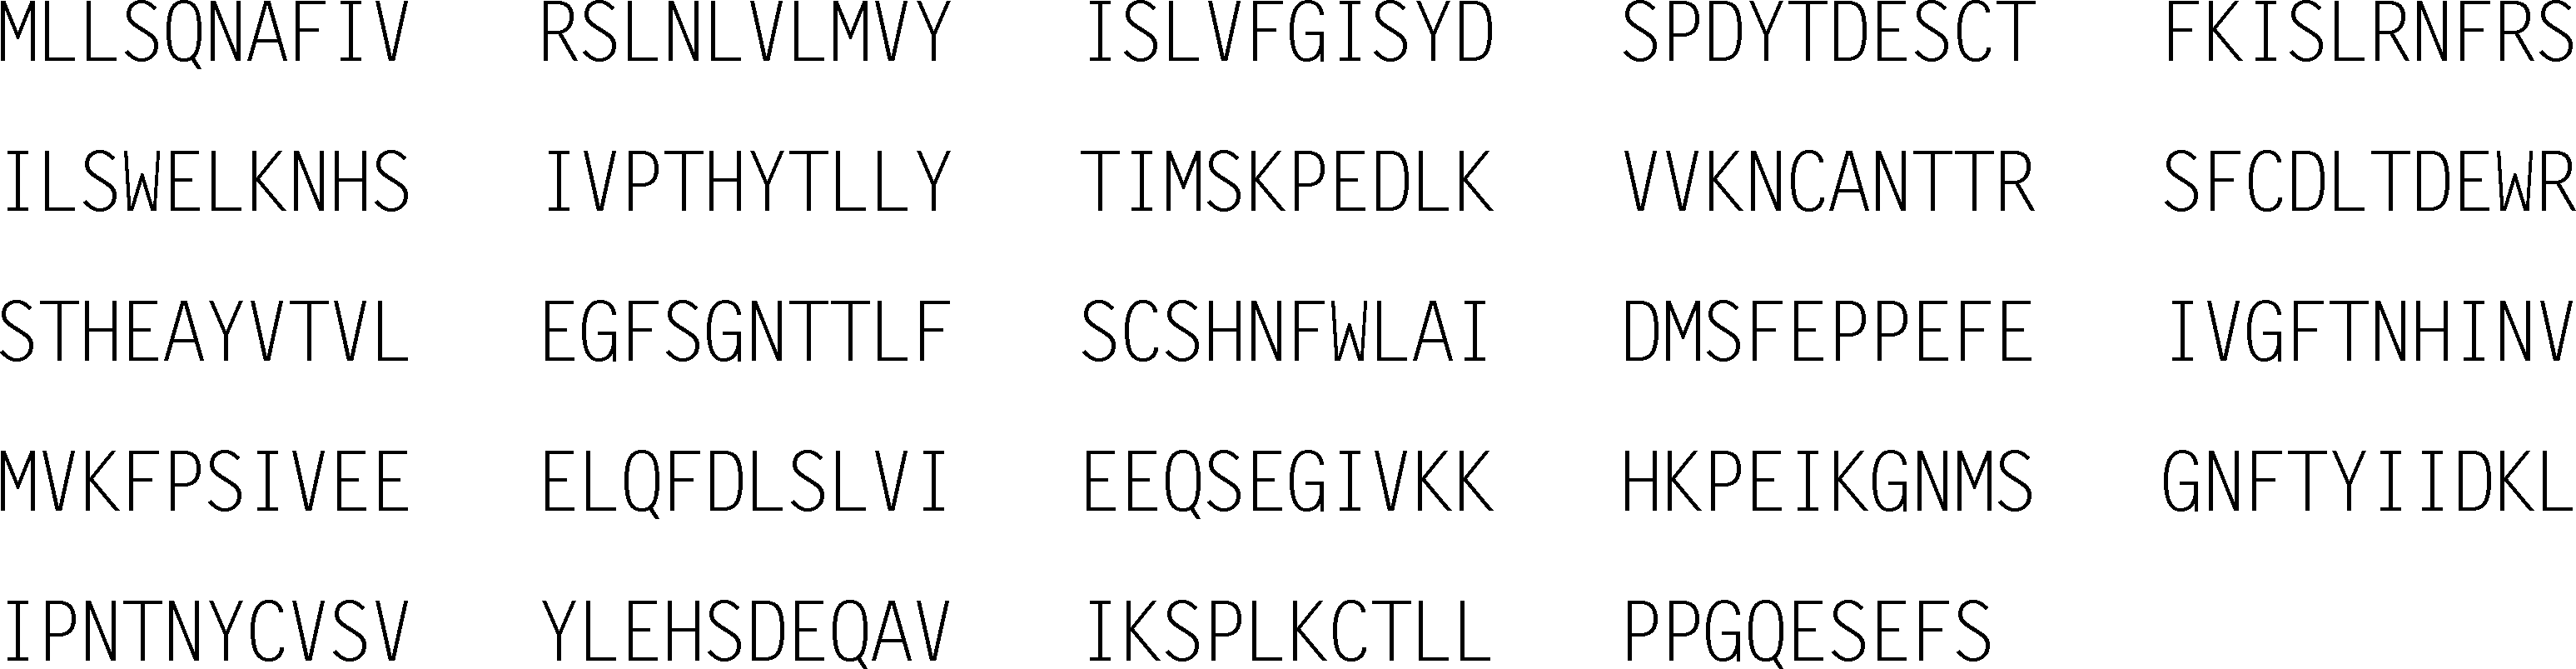 MLLSQNAFIV RSLNLVLMVY ISLVFGISYD SPDYTDESCT FKISLRNFRS
ILSWELKNHS IVPTHYTLLY TIMSKPEDLK VVKNCANTTR SFCDLTDEWR
STHEAYVTVL EGFSGNTTLF SCSHNFWLAI DMSFEPPEFE IVGFTNHINV
MVKFPSIVEE ELQFDLSLVI EEQSEGIVKK HKPEIKGNMS GNFTYIIDKL
IPNTNYCVSV YLEHSDEQAV IKSPLKCTLL PPGQESEFS